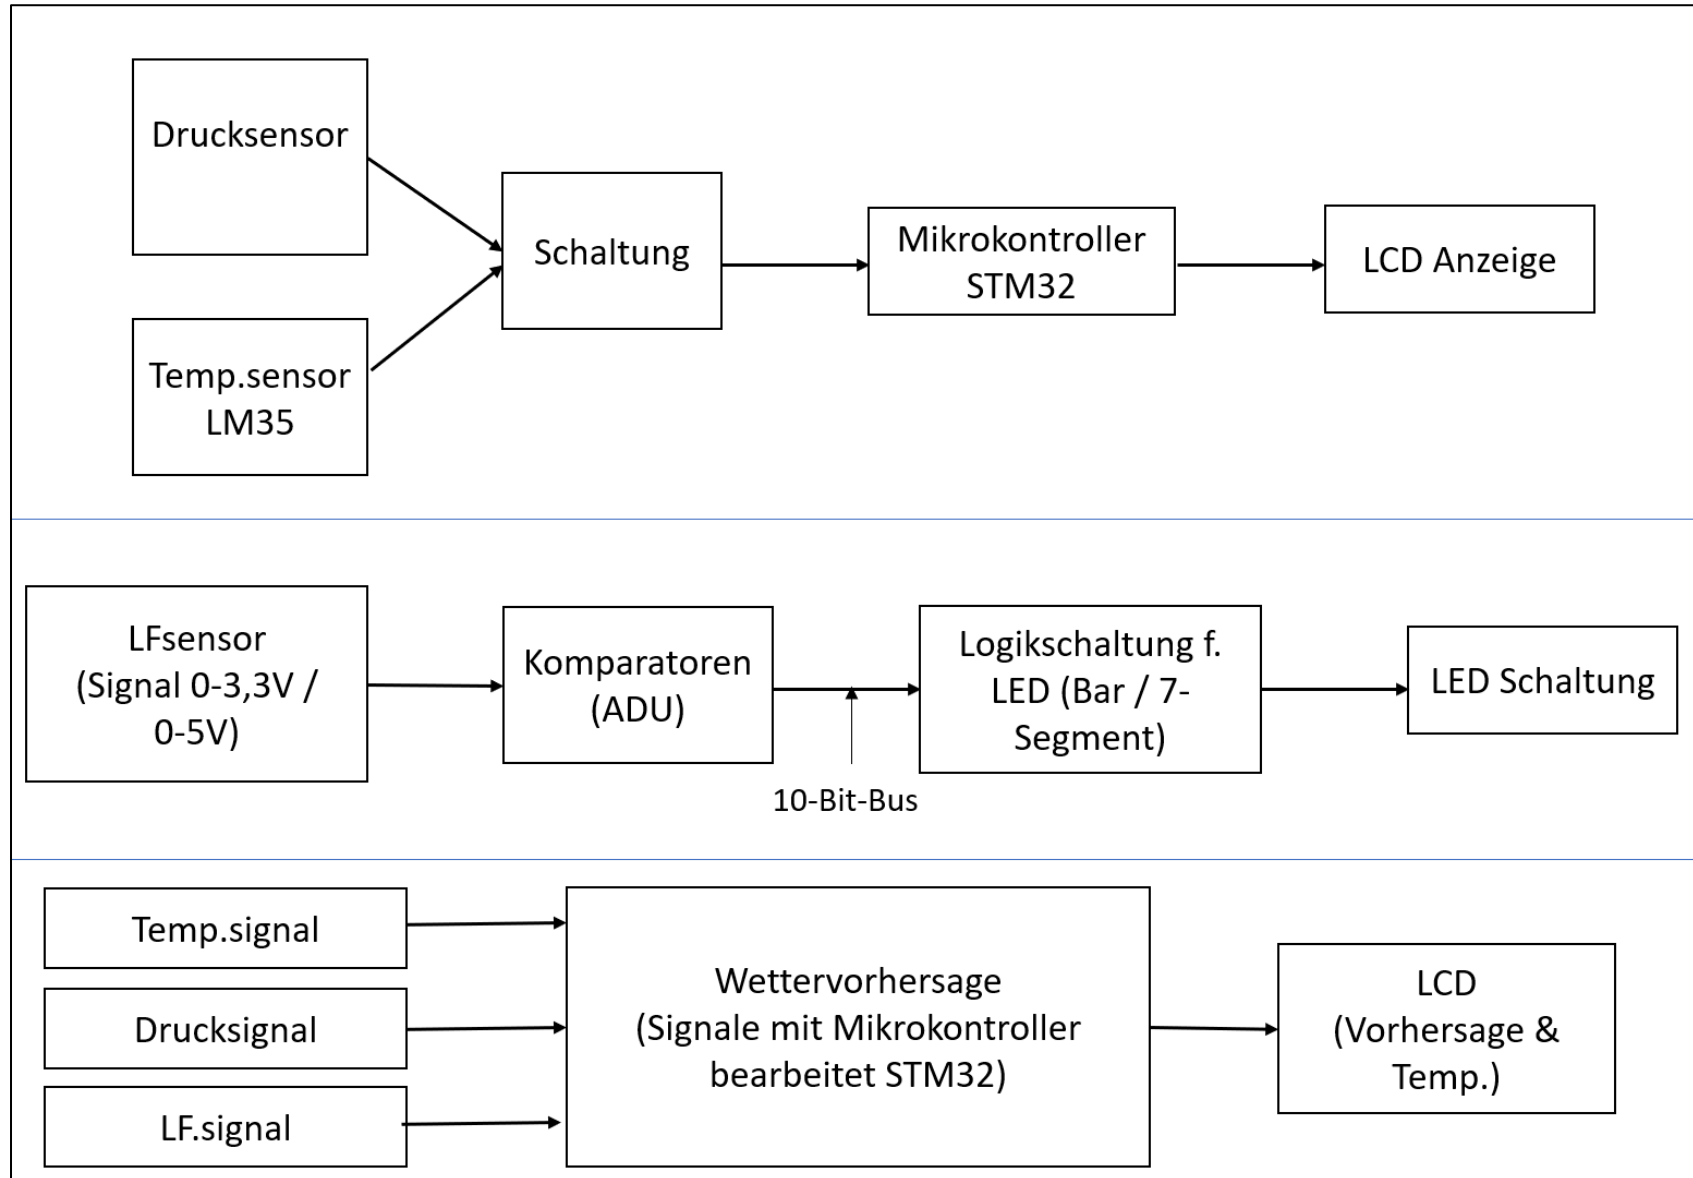 Drucksensor
Temp.sensor
LM35
Schaltung
Mikrokontroller
STM32
LCD Anzeige
LFsensor
(Signal 0-3,3V /
0-5V)
Komparatoren
(ADU)
10-Bit-Bus
Logikschaltung f.
LED (Bar / 7-
Segment)
LED Schaltung
Temp.signal
Drucksignal
LF.signal
Wettervorhersage
(Signale mit Mikrokontroller
bearbeitet STM32)
LCD
(Vorhersage &
Temp.)